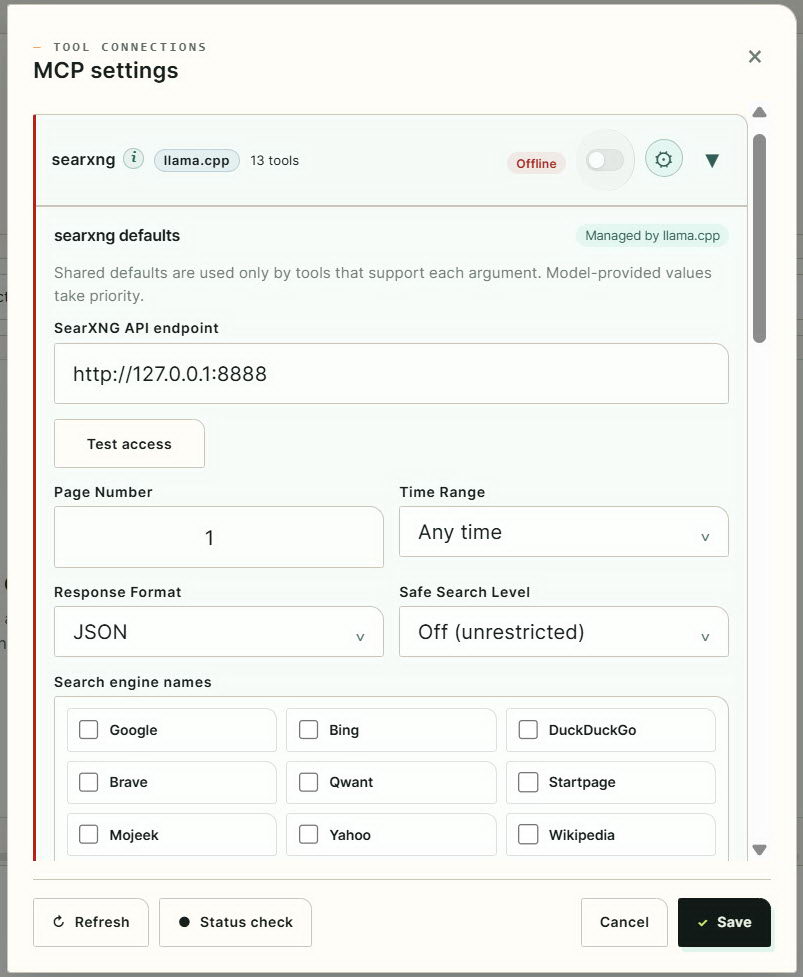 — TOOL CONNECTIONS
MCP settings
searxng i llama.cpp 13 tools Offline
searxng defaults Managed by llama.cpp
Shared defaults are used only by tools that support each argument. Model-provided values
take priority.
SearXNG API endpoint
http://127.0.0.1:8888
Test access
Page Number Time Range
1 Any time
Response Format Safe Search Level
JSON Off (unrestricted)
Search engine names
Google Bing DuckDuckGo
Brave Qwant Startpage
Mojeek Yahoo Wikipedia
Refresh Status check Cancel Save